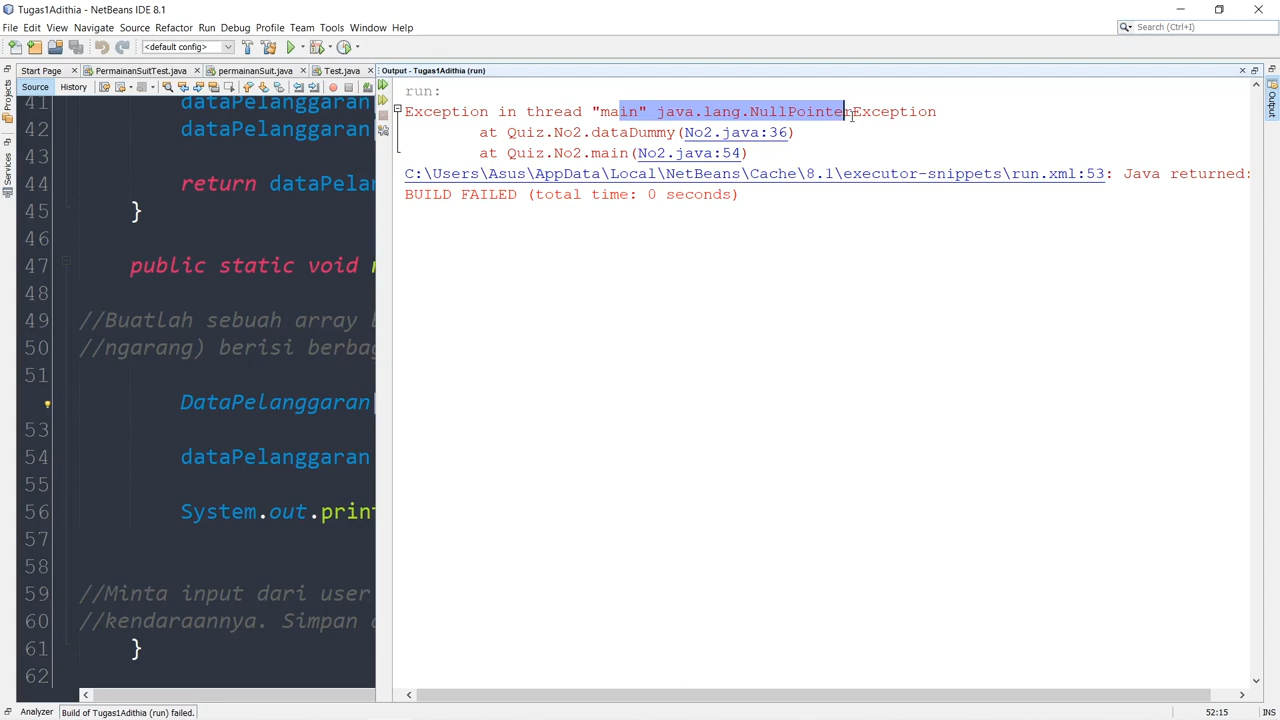 Tugas1Adithia - NetBeans IDE 8.1
File Edit View Navigate Source Refactor Run Debug Profile Team Tools Window Help
Search (Ctrl+I)
<default config>
Start Page PermainanSuitTest.java permainanSuit.java Test.java
Output - Tugas1Adithia (run)
Source History
Projects
Services
Output
41 dataPelanggaran
42 dataPelanggaran
43
44 return dataPelan
45 }
46
47 public static void m
48
49 //Buatlah sebuah array b
50 //ngarang) berisi berbag
51
DataPelanggaran
53
54 dataPelanggaran
55
56 System.out.print
57
58
59 //Minta input dari user
60 //kendaraannya. Simpan d
61 }
62
run:
Exception in thread "main" java.lang.NullPointerException
at Quiz.No2.dataDummy(No2.java:36)
at Quiz.No2.main(No2.java:54)
C:\Users\Asus\AppData\Local\NetBeans\Cache\8.1\executor-snippets\run.xml:53: Java returned:
BUILD FAILED (total time: 0 seconds)
Analyzer Build of Tugas1Adithia (run) failed. 52:15 INS